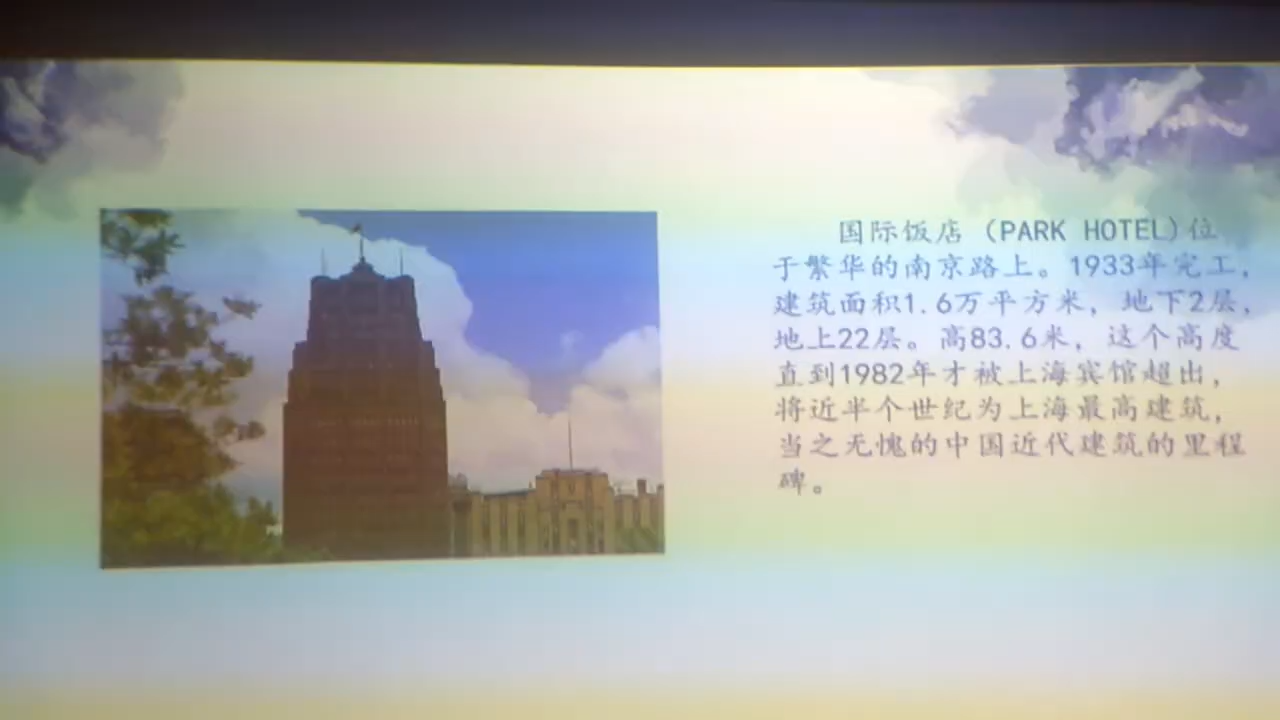 国际饭店 (PARK HOTEL)位
于繁华的南京路上。1933年完工,
建筑面积1.6万平方米, 地下2层,
地上22层。高83.6米, 这个高度
直到1982年才被上海宾馆超出,
将近半个世纪为上海最高建筑,
当之无愧的中国近代建筑的里程
碑。